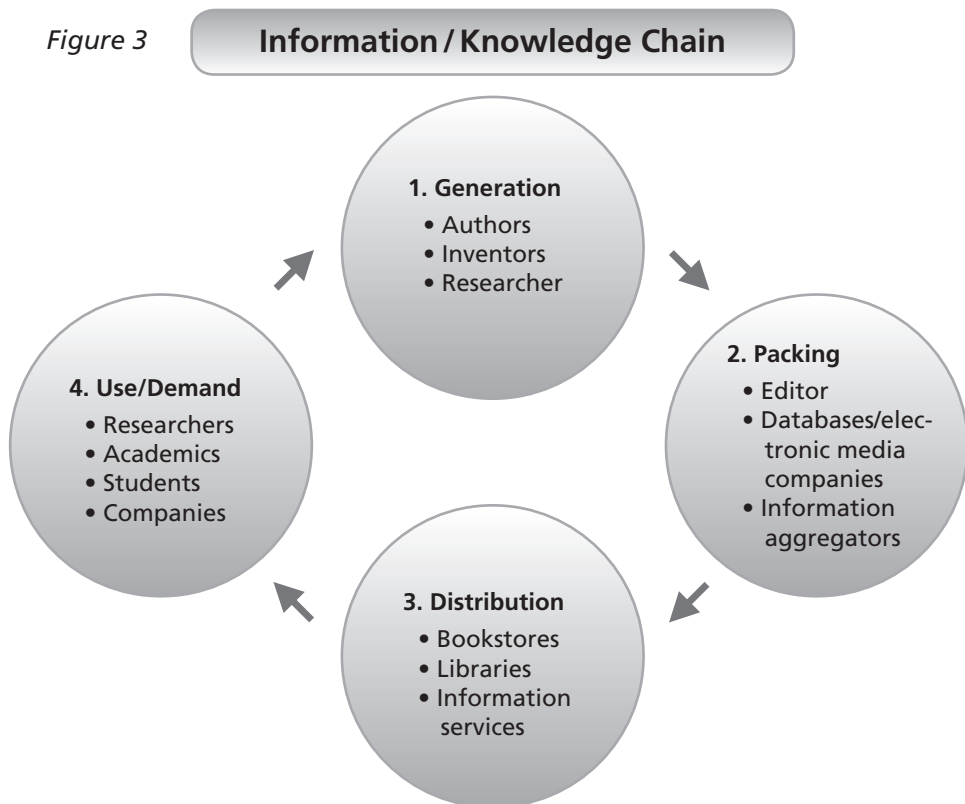 Figure 3
Information / Knowledge Chain
1. Generation
• Authors
• Inventors
• Researcher
2. Packing
• Editor
• Databases/elec-
tronic media
companies
• Information
aggregators
3. Distribution
• Bookstores
• Libraries
• Information
services
4. Use/Demand
• Researchers
• Academics
• Students
• Companies